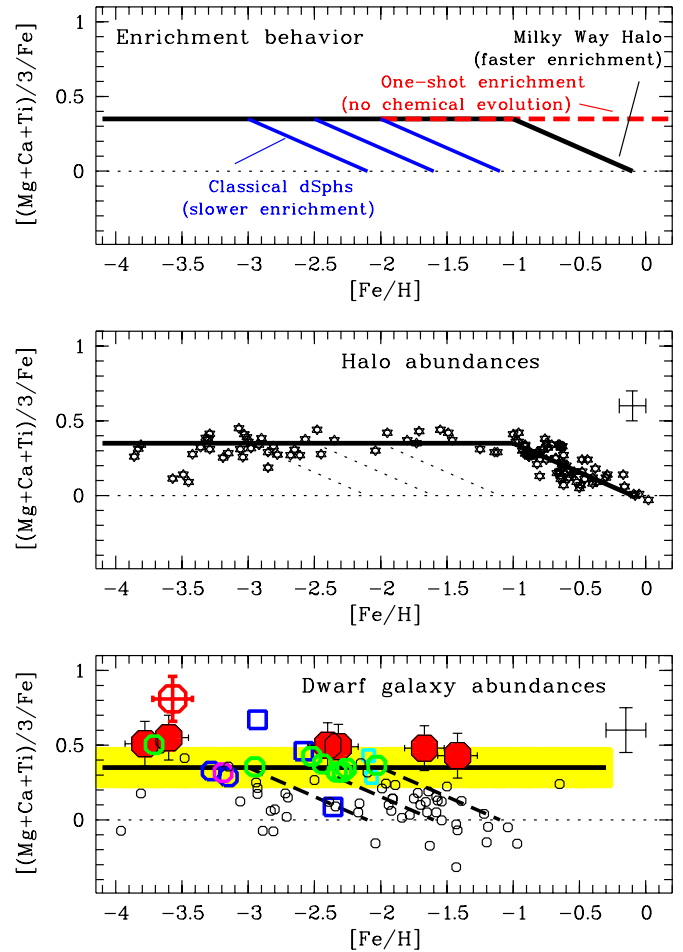 Enrichment behavior
Milky Way Halo
(faster enrichment)
One-shot enrichment
(no chemical evolution)
Classical dSphs
(slower enrichment)
[(Mg+Ca+Ti)/3/Fe]
1
0.5
0
−4 −3.5 −3 −2.5 −2 −1.5 −1 −0.5 0
[Fe/H]
Halo abundances
[(Mg+Ca+Ti)/3/Fe]
1
0.5
0
−4 −3.5 −3 −2.5 −2 −1.5 −1 −0.5 0
[Fe/H]
Dwarf galaxy abundances
[(Mg+Ca+Ti)/3/Fe]
1
0.5
0
−4 −3.5 −3 −2.5 −2 −1.5 −1 −0.5 0
[Fe/H]